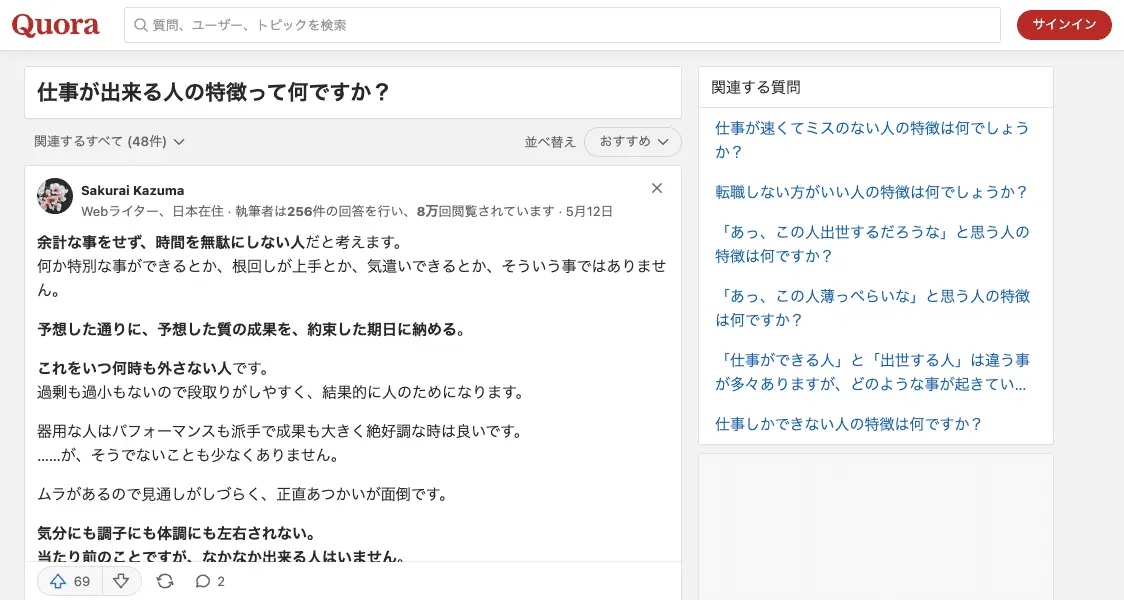 Quora
質問、ユーザー、トピックを検索
サインイン
仕事が出来る人の特徴って何ですか？
関連するすべて (48件)
並べ替え
おすすめ
Sakurai Kazuma
Webライター、日本在住 · 執筆者は256件の回答を行い、8万回閲覧されています · 5月12日
余計な事をせず、時間を無駄にしない人だと考えます。
何か特別な事ができるとか、根回しが上手とか、気遣いできるとか、そういう事ではありませ
ん。
予想した通りに、予想した質の成果を、約束した期日に納める。
これをいつ何時も外さない人です。
過剰も過小もないので段取りがしやすく、結果的に人のためになります。
器用な人はパフォーマンスも派手で成果も大きく絶好調な時は良いです。
……が、そうでないことも少なくありません。
ムラがあるので見通しがしづらく、正直あつかいが面倒です。
気分にも調子にも体調にも左右されない。
当たり前のことですが、なかなか出来る人はいません。
69
2
関連する質問
仕事が速くてミスのない人の特徴は何でしょう
か？
転職しない方がいい人の特徴は何でしょうか？
「あっ、この人出世するだろうな」と思う人の
特徴は何ですか？
「あっ、この人薄っぺらいな」と思う人の特徴
は何ですか？
「仕事ができる人」と「出世する人」は違う事
が多々ありますが、どのような事が起きてい...
仕事しかできない人の特徴は何ですか？